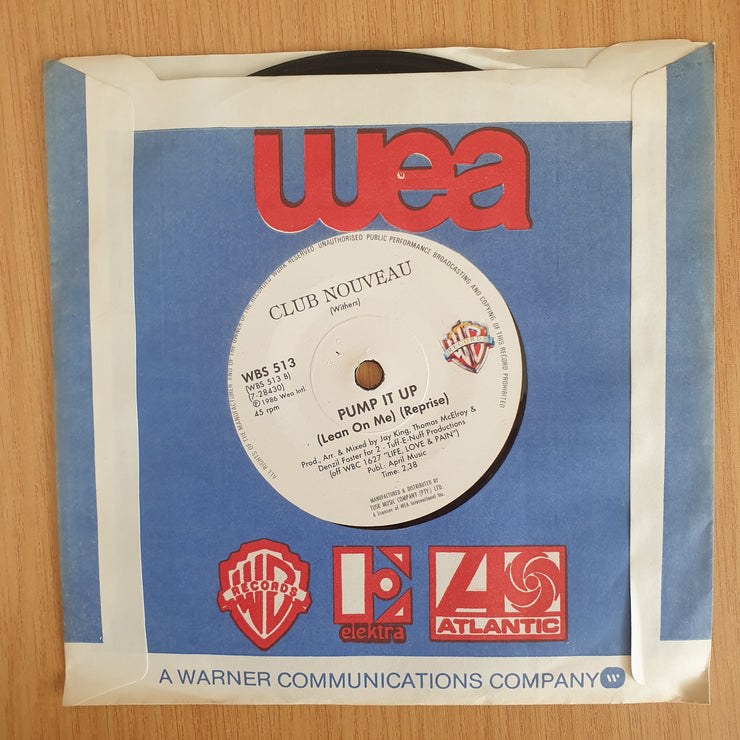 wea
ALL RIGHTS OF THE MANUFACTURER AND OF THE OWNER OF THE RECORDED WORK RESERVED UNAUTHORISED PUBLIC PERFORMANCE BROADCASTING AND COPYING OF THIS RECORD PROHIBITED
CLUB NOUVEAU
(Withers)
WBS 513
(WBS 513 B)
(7-28430)
℗ 1986 Wea Intl.
45 rpm
WB
RECORDS
PUMP IT UP
(Lean On Me) (Reprise)
Prod., Arr. & Mixed by Jay King, Thomas McElroy &
Denzil Foster for 2 - Tuff-E-Nuff Productions
(off WBC 1627 "LIFE, LOVE & PAIN")
Publ.: April Music
Time: 2,38
MANUFACTURED & DISTRIBUTED BY
TUSK MUSIC COMPANY (PTY) LTD.
A licensee of WEA International Inc.
WB
RECORDS
elektra
ATLANTIC
A WARNER COMMUNICATIONS COMPANY